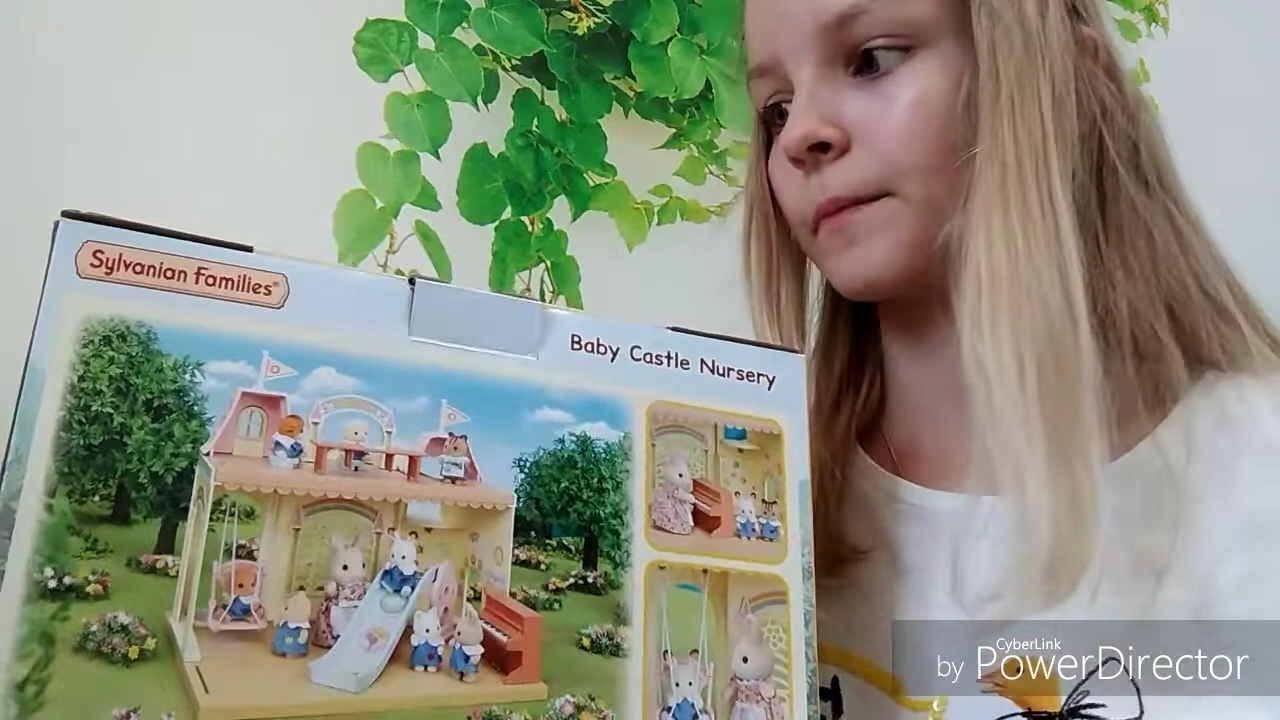 Sylvanian Families®
Baby Castle Nursery
CyberLink
by PowerDirector